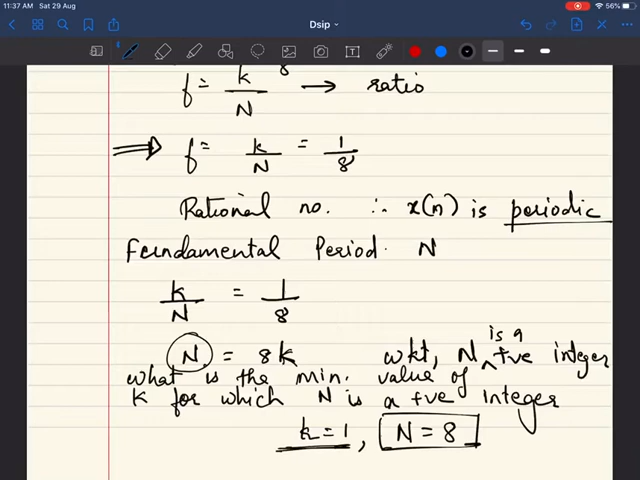 11:37 AM Sat 29 Aug 56%
Dsip
f = k/N 8 → ratio
⟹ f = k/N = 1/8
Rational no. ∴ x(n) is periodic
Fundamental Period. N
k/N = 1/8
N = 8k wkt, N is a +ve integer
what is the min. value of
k for which N is a +ve integer
k = 1, N = 8